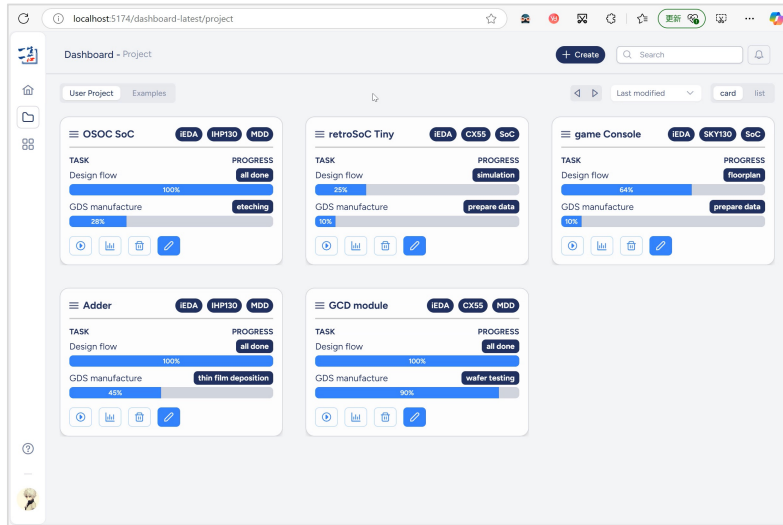 localhost:5174/dashboard-latest/project
更新
Dashboard - Project
+ Create
Search
User Project
Examples
Last modified
card
list
OSOC SoC
iEDA
IHP130
MDD
TASK
PROGRESS
Design flow
all done
100%
GDS manufacture
eteching
28%
retroSoC Tiny
iEDA
CX55
SoC
TASK
PROGRESS
Design flow
simulation
25%
GDS manufacture
prepare data
10%
game Console
iEDA
SKY130
SoC
TASK
PROGRESS
Design flow
floorplan
64%
GDS manufacture
prepare data
10%
Adder
iEDA
IHP130
MDD
TASK
PROGRESS
Design flow
all done
100%
GDS manufacture
thin film deposition
45%
GCD module
iEDA
CX55
MDD
TASK
PROGRESS
Design flow
all done
100%
GDS manufacture
wafer testing
90%